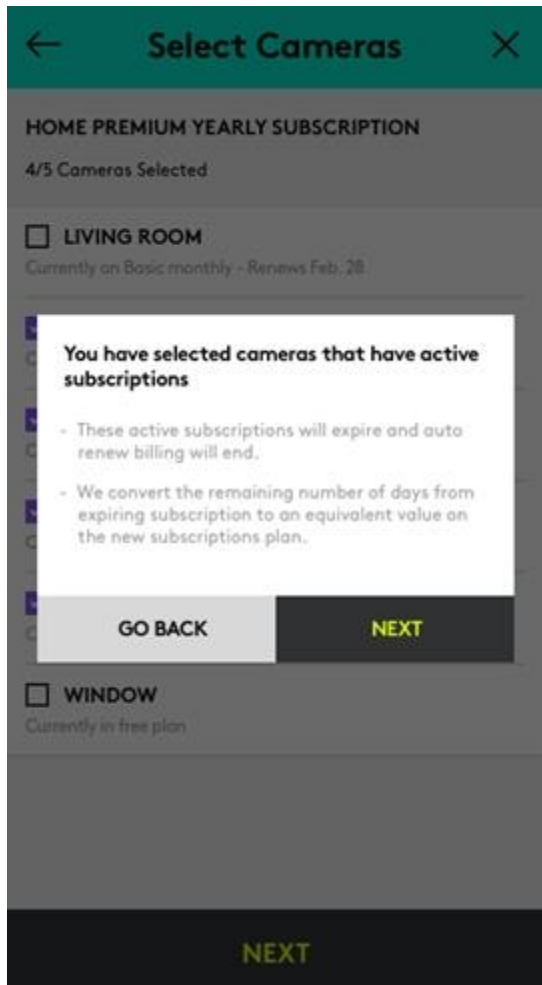 Select Cameras
HOME PREMIUM YEARLY SUBSCRIPTION
4/5 Cameras Selected
LIVING ROOM
Currently on Basic monthly - Renews Feb. 28
You have selected cameras that have active
subscriptions
- These active subscriptions will expire and auto
renew billing will end.
- We convert the remaining number of days from
expiring subscription to an equivalent value on
the new subscriptions plan.
GO BACK
NEXT
WINDOW
Currently in free plan
NEXT